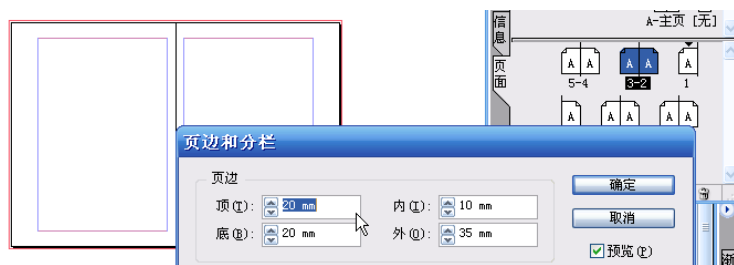 A-主页 [无]
信息
页面
A A A A A
5-4 3-2 1
A A A A A
页边和分栏
页边
顶(T): 20 mm 内(I): 10 mm
底(B): 20 mm 外(O): 35 mm
确定
取消
预览(P)